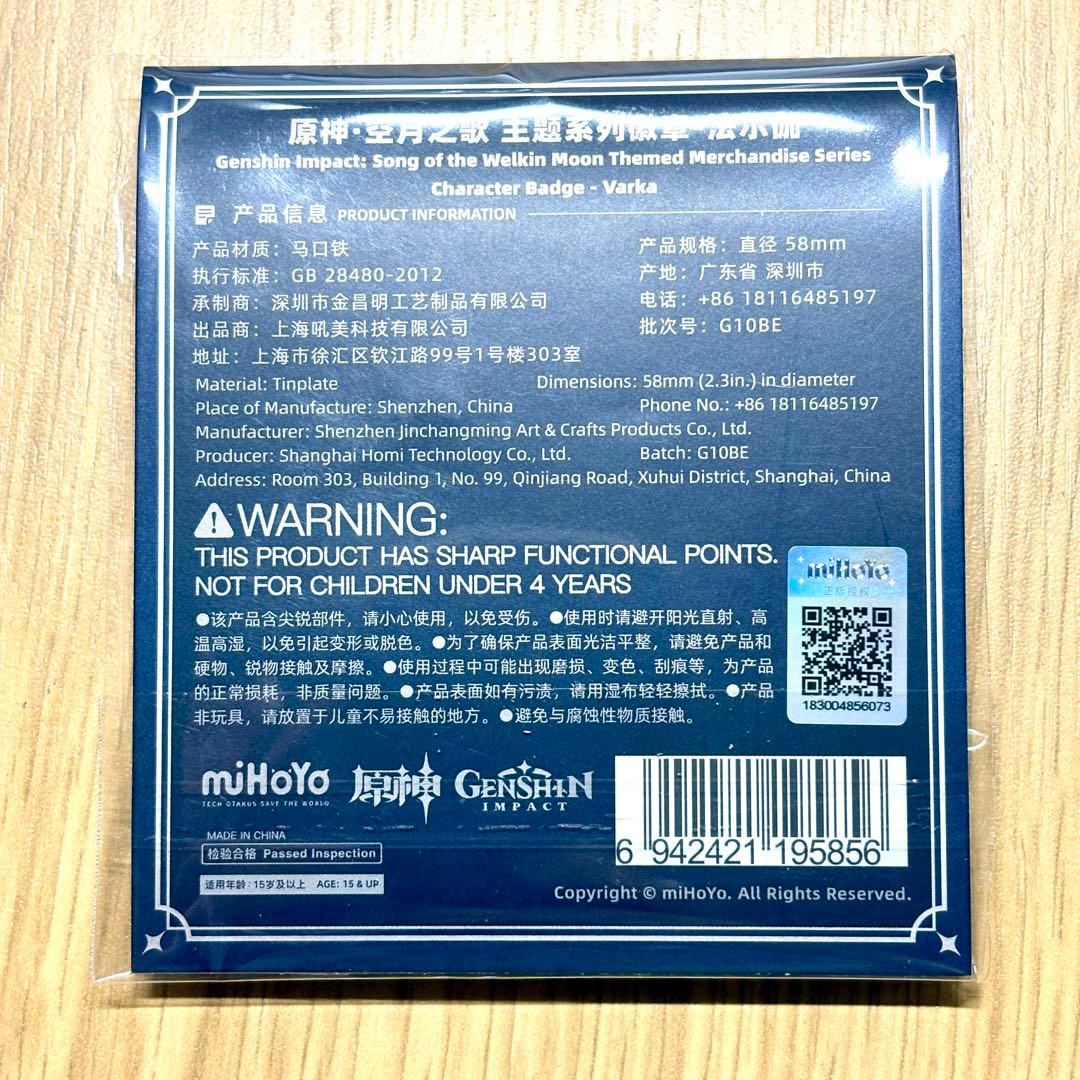 原神·空月之歌 主题系列徽章 法尔伽
Genshin Impact: Song of the Welkin Moon Themed Merchandise Series
Character Badge - Varka
产品信息 PRODUCT INFORMATION
产品材质：马口铁 产品规格：直径 58mm
执行标准：GB 28480-2012 产地：广东省 深圳市
承制商：深圳市金昌明工艺制品有限公司 电话：+86 18116485197
出品商：上海吼美科技有限公司 批次号：G10BE
地址：上海市徐汇区钦江路99号1号楼303室
Material: Tinplate Dimensions: 58mm (2.3in.) in diameter
Place of Manufacture: Shenzhen, China Phone No.: +86 18116485197
Manufacturer: Shenzhen Jinchangming Art & Crafts Products Co., Ltd.
Producer: Shanghai Homi Technology Co., Ltd. Batch: G10BE
Address: Room 303, Building 1, No. 99, Qinjiang Road, Xuhui District, Shanghai, China
WARNING:
THIS PRODUCT HAS SHARP FUNCTIONAL POINTS.
NOT FOR CHILDREN UNDER 4 YEARS
●该产品含尖锐部件，请小心使用，以免受伤。●使用时请避开阳光直射、高
温高湿，以免引起变形或脱色。●为了确保产品表面光洁平整，请避免产品和
硬物、锐物接触及摩擦。●使用过程中可能出现磨损、变色、刮痕等，为产品
的正常损耗，非质量问题。●产品表面如有污渍，请用湿布轻轻擦拭。●产品
非玩具，请放置于儿童不易接触的地方。●避免与腐蚀性物质接触。
miHoYo
正版授权
183004856073
miHoYo
TECH OTAKUS SAVE THE WORLD
原神
GENSHIN
IMPACT
MADE IN CHINA
检验合格 Passed Inspection
适用年龄：15岁及以上 AGE: 15 & UP
6 942421 195856
Copyright © miHoYo. All Rights Reserved.